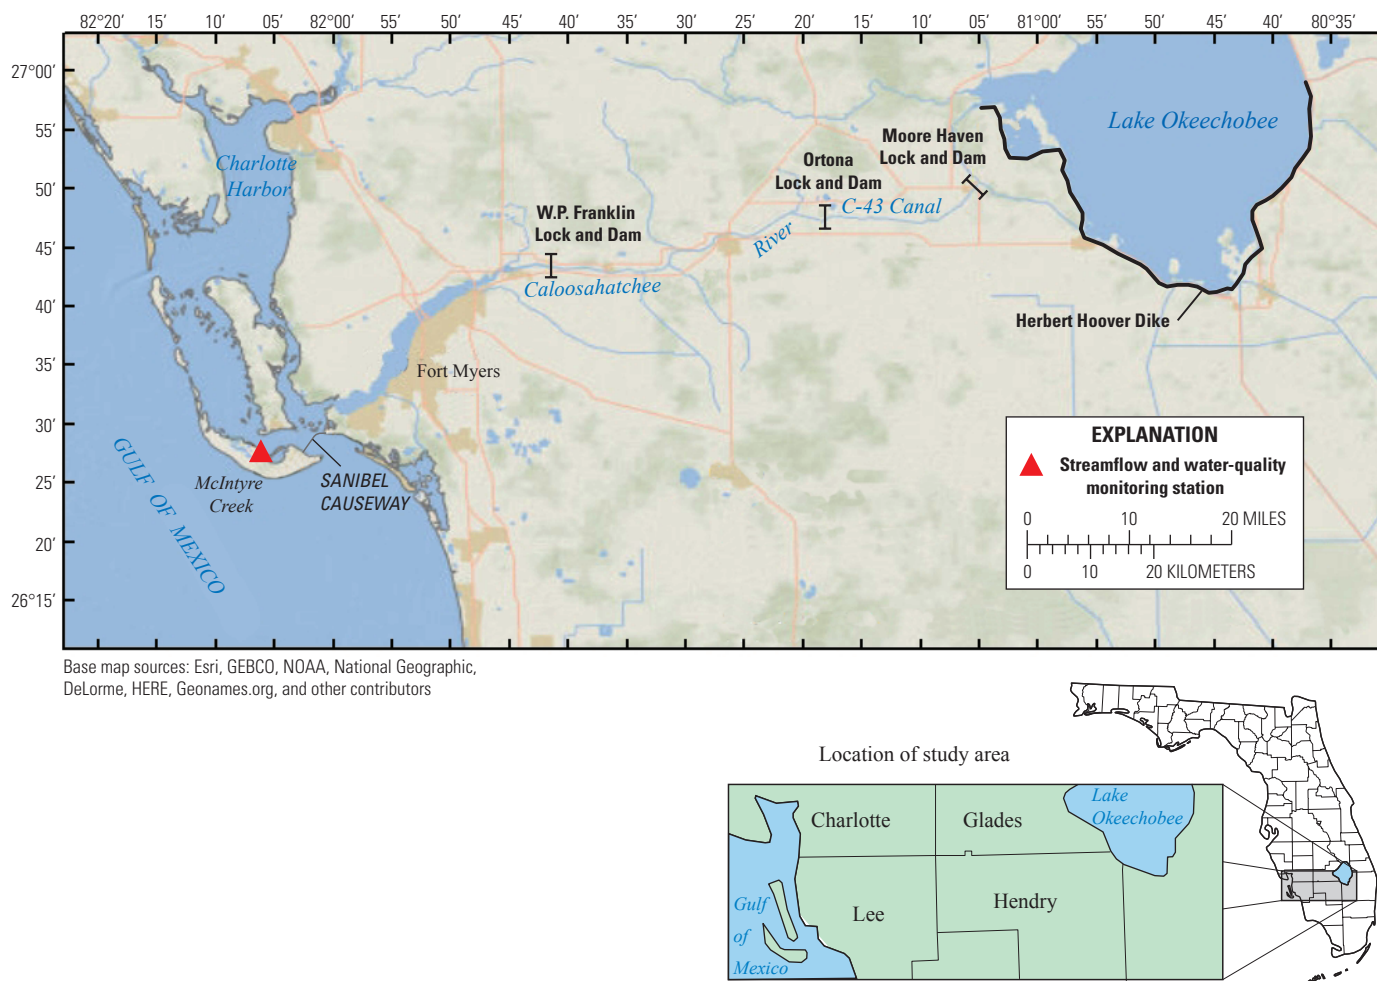 82°20′ 15′ 10′ 05′ 82°00′ 55′ 50′ 45′ 40′ 35′ 30′ 25′ 20′ 15′ 10′ 05′ 81°00′ 55′ 50′ 45′ 40′ 80°35′
27°00′
55′
50′
45′
40′
35′
30′
25′
20′
26°15′
Lake Okeechobee
Charlotte
Harbor
Moore Haven
Lock and Dam
Ortona
Lock and Dam
C-43 Canal
W.P. Franklin
Lock and Dam
River
Caloosahatchee
Herbert Hoover Dike
Fort Myers
GULF OF MEXICO
McIntyre
Creek
SANIBEL
CAUSEWAY
EXPLANATION
Streamflow and water-quality
monitoring station
0 10 20 MILES
0 10 20 KILOMETERS
Base map sources: Esri, GEBCO, NOAA, National Geographic,
DeLorme, HERE, Geonames.org, and other contributors
Location of study area
Charlotte
Glades
Lake
Okeechobee
Lee
Hendry
Gulf
of
Mexico